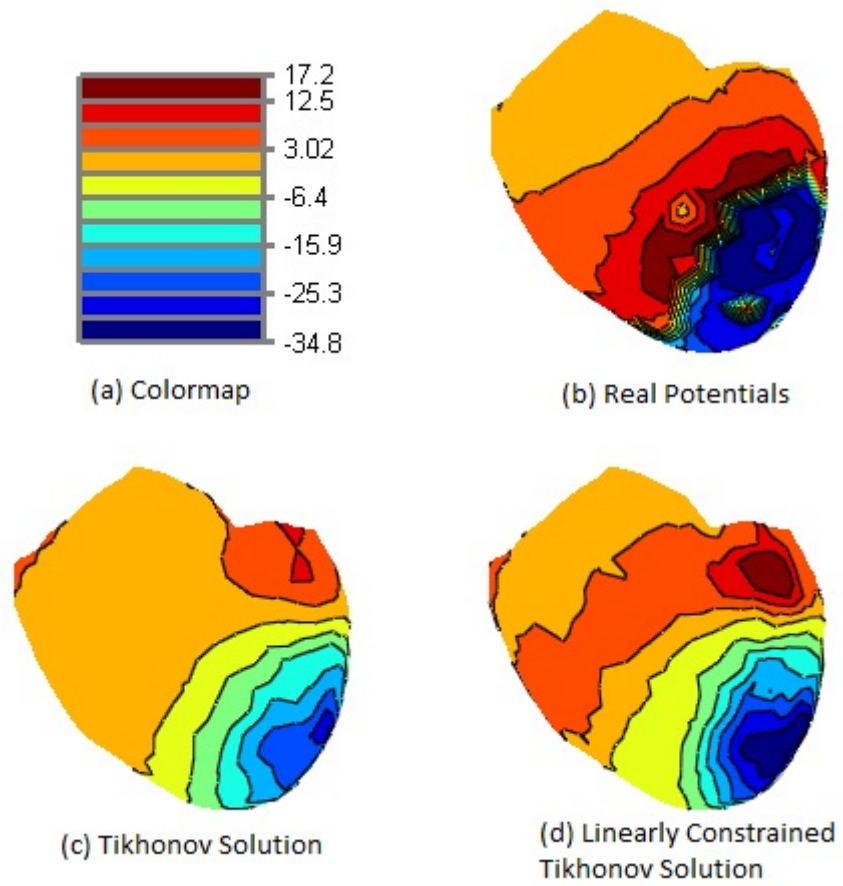 17.2
12.5
3.02
-6.4
-15.9
-25.3
-34.8
(a) Colormap
(b) Real Potentials
(c) Tikhonov Solution
(d) Linearly Constrained
Tikhonov Solution